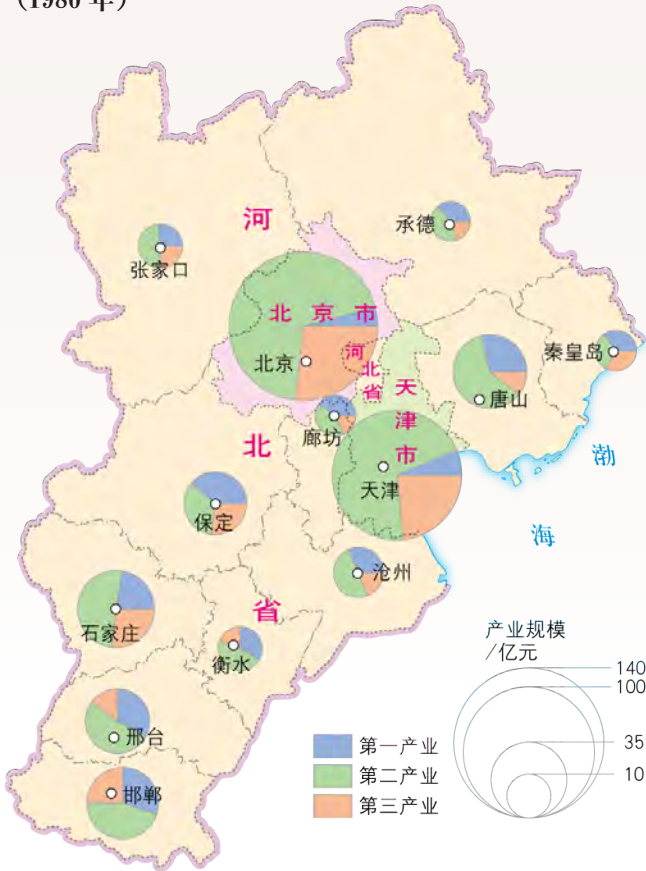 （1980 年）
河
承德
张家口
北京市
秦皇岛
北京
河北省
天津市
唐山
廊坊
北
渤
天津
保定
海
沧州
省
石家庄
衡水
产业规模
/亿元
140
100
35
10
邢台
第一产业
第二产业
第三产业
邯郸